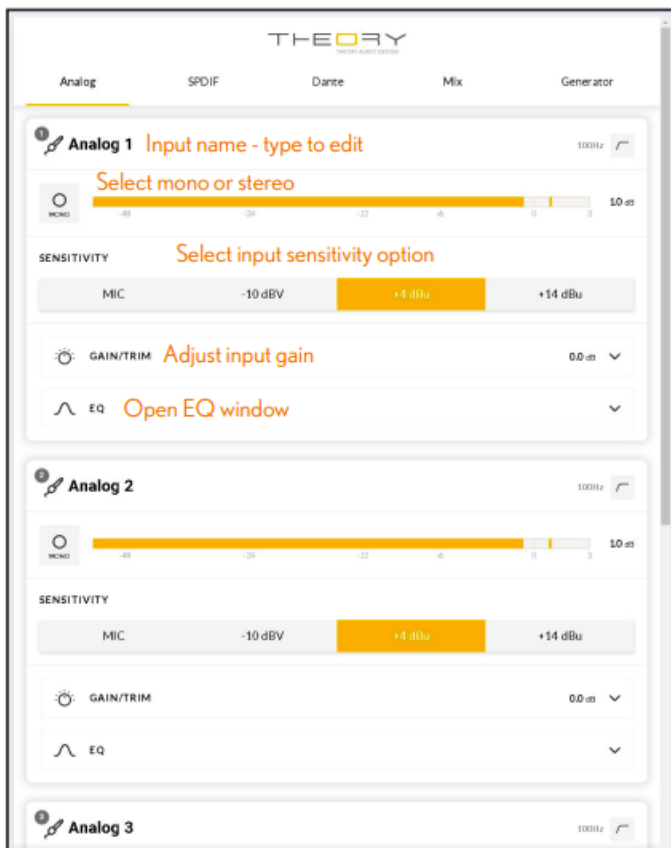 THEORY
THEORY AUDIO DESIGN
Analog SPDIF Dante Mix Generator
1 Analog 1 Input name - type to edit 100Hz
Select mono or stereo
MONO -48 -24 -12 -6 0 3 1.0 dB
SENSITIVITY Select input sensitivity option
MIC -10 dBV +4 dBu +14 dBu
GAIN/TRIM Adjust input gain 0.0 dB
EQ Open EQ window
2 Analog 2 100Hz
MONO -48 -24 -12 -6 0 3 1.0 dB
SENSITIVITY
MIC -10 dBV +4 dBu +14 dBu
GAIN/TRIM 0.0 dB
EQ
3 Analog 3 100Hz